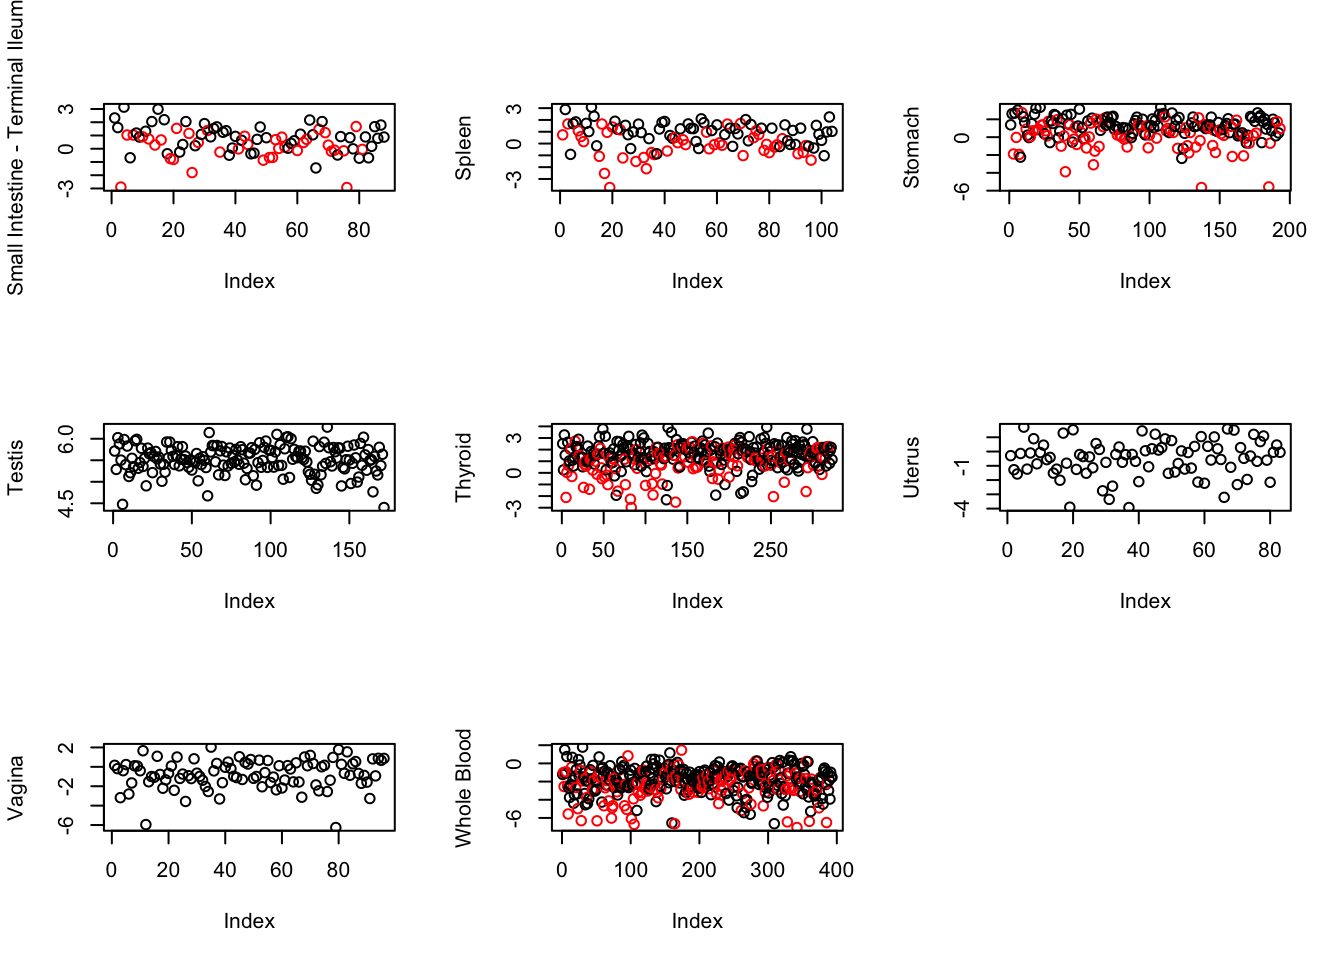 Small Intestine - Terminal Ileum
3
0
-3
0 20 40 60 80
Index
Spleen
3
0
-3
0 20 40 60 80 100
Index
Stomach
0
-6
0 50 100 150 200
Index
Testis
6.0
4.5
0 50 100 150
Index
Thyroid
3
0
-3
0 50 150 250
Index
Uterus
-1
-4
0 20 40 60 80
Index
Vagina
2
-2
-6
0 20 40 60 80
Index
Whole Blood
0
-6
0 100 200 300 400
Index